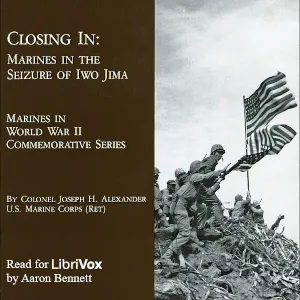 CLOSING IN:
MARINES IN THE
SEIZURE OF IWO JIMA
MARINES IN
WORLD WAR II
COMMEMORATIVE SERIES
BY COLONEL JOSEPH H. ALEXANDER
U.S. MARINE CORPS (RET)
Read for LibriVox
by Aaron Bennett